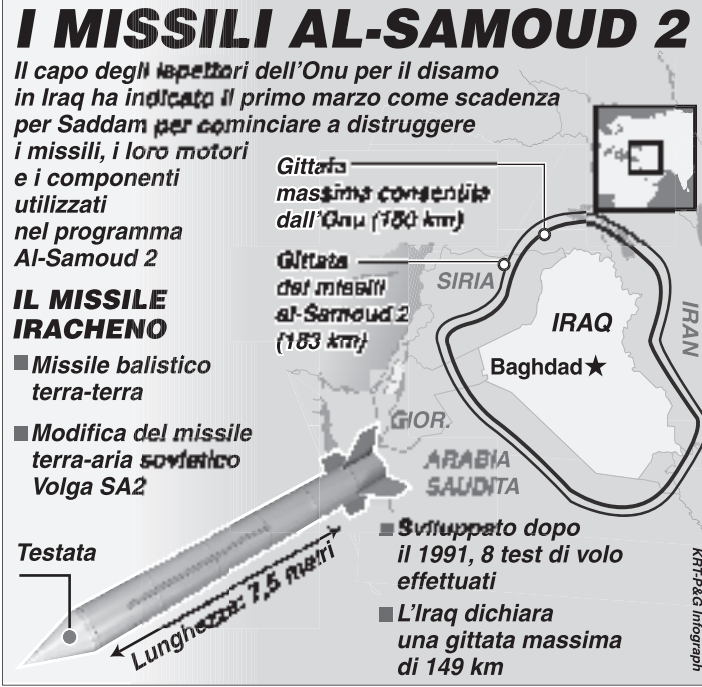 I MISSILI AL-SAMOUD 2
Il capo degli ispettori dell'Onu per il disamo
in Iraq ha indicato il primo marzo come scadenza
per Saddam per cominciare a distruggere
i missili, i loro motori
e i componenti
utilizzati
nel programma
Al-Samoud 2
IL MISSILE
IRACHENO
Missile balistico
terra-terra
Modifica del missile
terra-aria sovietico
Volga SA2
Testata
Lunghezza: 7,5 metri
Gittata
massima consentita
dall'Onu (150 km)
Gittata
dei missili
al-Samoud 2
(183 km)
SIRIA
IRAQ
Baghdad
IRAN
GIOR.
ARABIA
SAUDITA
Sviluppato dopo
il 1991, 8 test di volo
effettuati
L'Iraq dichiara
una gittata massima
di 149 km
KRT-P&G Infograph